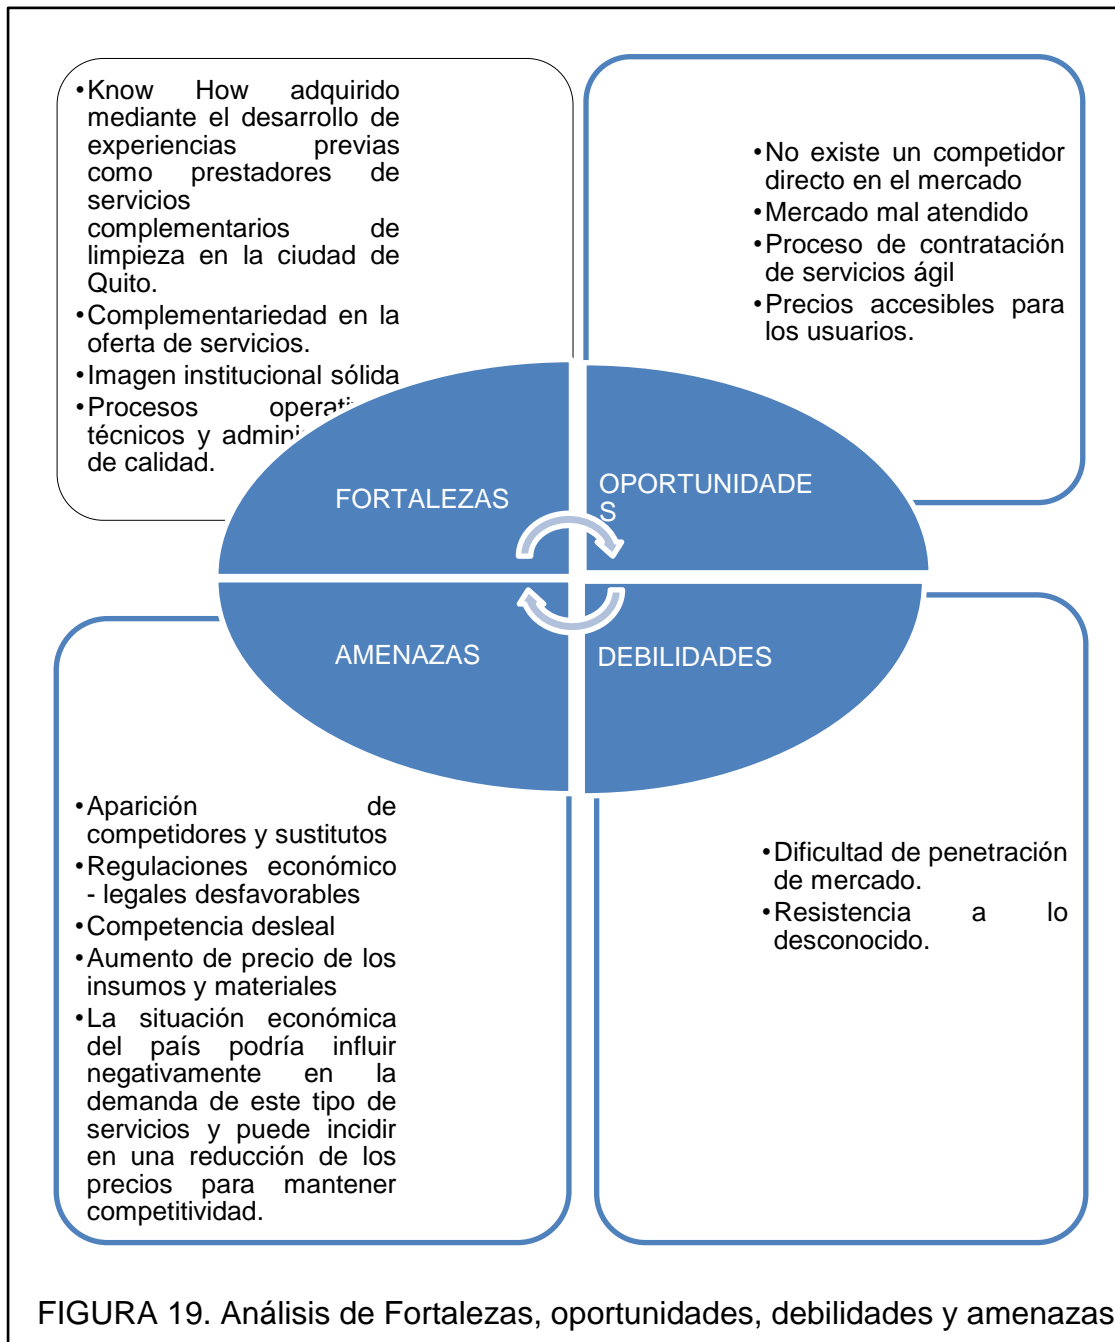 •Know How adquirido
mediante el desarrollo de
experiencias previas
como prestadores de
servicios
complementarios de
limpieza en la ciudad de
Quito.
•Complementariedad en la
oferta de servicios.
•Imagen institucional sólida
•Procesos
técnicos y
de calidad.
•No existe un competidor
directo en el mercado
•Mercado mal atendido
•Proceso de contratación
de servicios ágil
•Precios accesibles para
los usuarios.
FORTALEZAS
OPORTUNIDADE
S
AMENAZAS
DEBILIDADES
•Aparición de
competidores y sustitutos
•Regulaciones económico
- legales desfavorables
•Competencia desleal
•Aumento de precio de los
insumos y materiales
•La situación económica
del país podría influir
negativamente en la
demanda de este tipo de
servicios y puede incidir
en una reducción de los
precios para mantener
competitividad.
•Dificultad de penetración
de mercado.
•Resistencia a lo
desconocido.
FIGURA 19. Análisis de Fortalezas, oportunidades, debilidades y amenazas